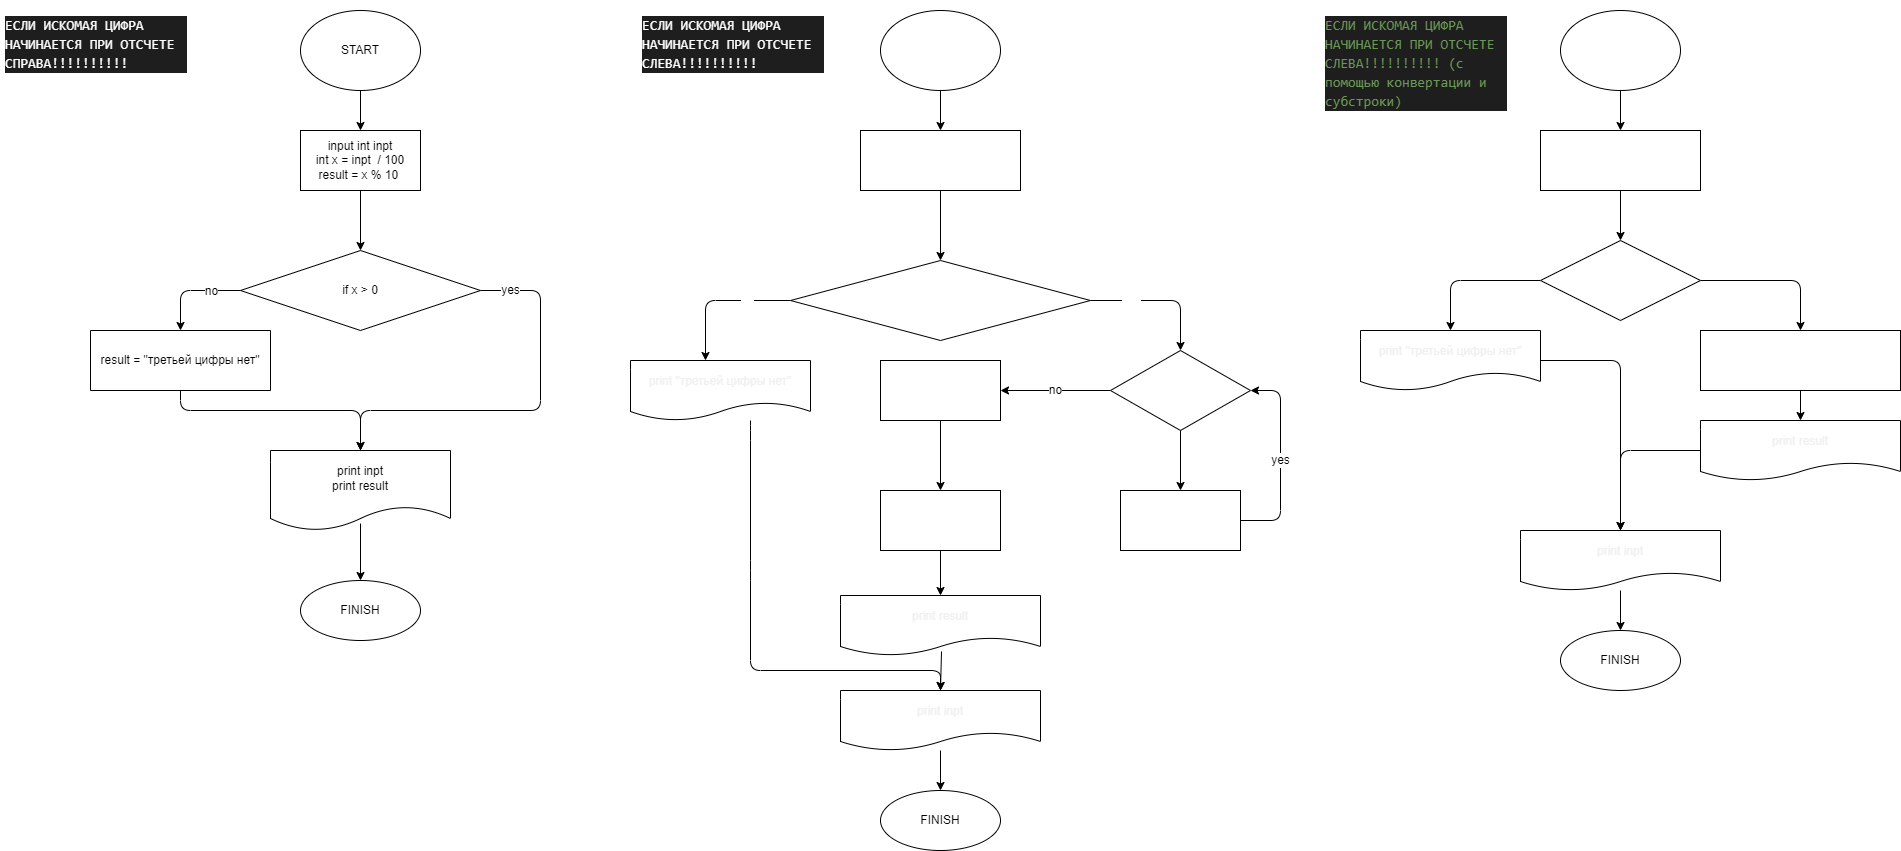 ЕСЛИ ИСКОМАЯ ЦИФРА
НАЧИНАЕТСЯ ПРИ ОТСЧЕТЕ
СПРАВА!!!!!!!!!!
START
input int inpt
int x = inpt / 100
result = x % 10
if x > 0
no
yes
result = "третьей цифры нет"
print inpt
print result
FINISH
ЕСЛИ ИСКОМАЯ ЦИФРА
НАЧИНАЕТСЯ ПРИ ОТСЧЕТЕ
СЛЕВА!!!!!!!!!!
print "третьей цифры нет"
no
yes
print result
print inpt
FINISH
ЕСЛИ ИСКОМАЯ ЦИФРА
НАЧИНАЕТСЯ ПРИ ОТСЧЕТЕ
СЛЕВА!!!!!!!!!! (с
помощью конвертации и
субстроки)
print "третьей цифры нет"
print result
print inpt
FINISH